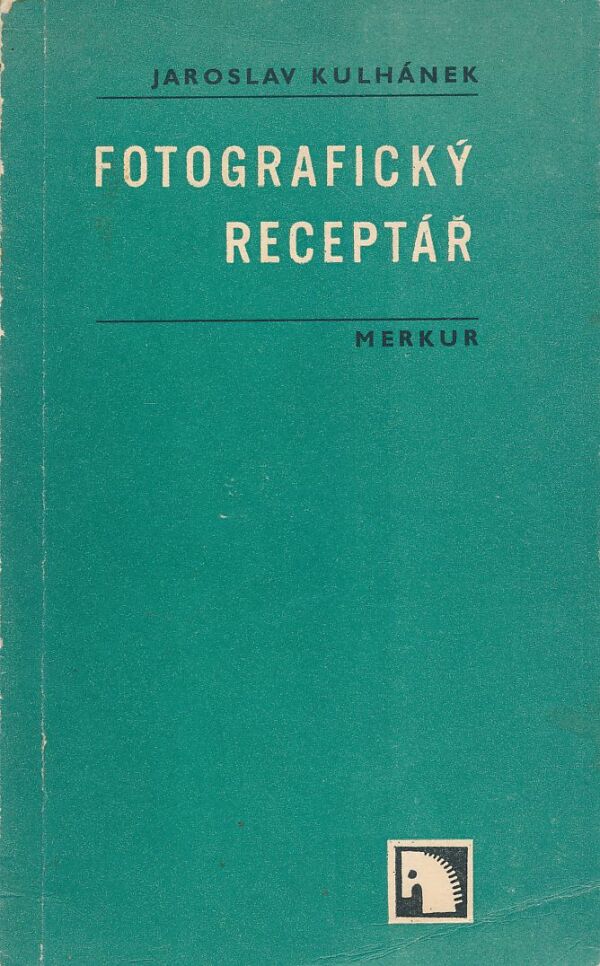 JAROSLAV KULHÁNEK
FOTOGRAFICKÝ
RECEPTÁŘ
MERKUR